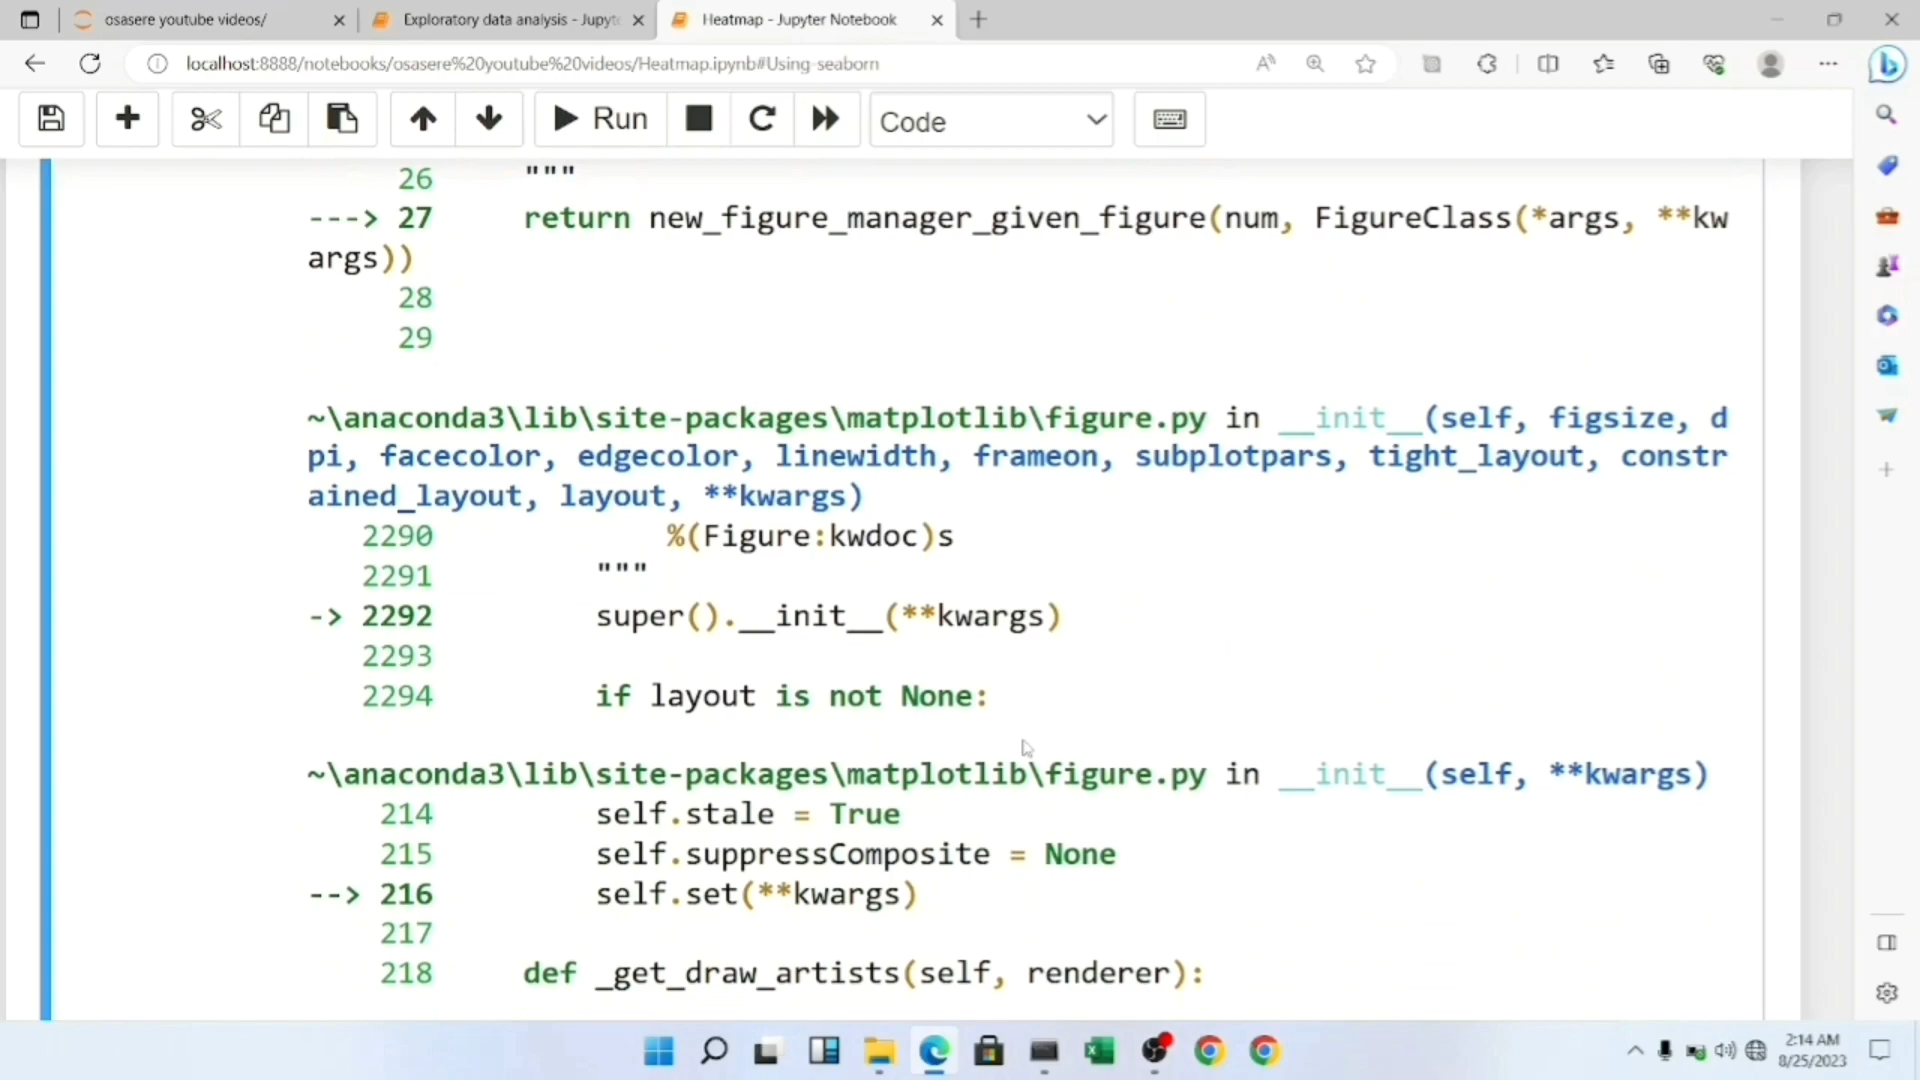 osasere youtube videos/
Exploratory data analysis - Jupyte
Heatmap - Jupyter Notebook
localhost:8888/notebooks/osasere%20youtube%20videos/Heatmap.ipynb#Using-seaborn
Run
Code
26 """
---> 27 return new_figure_manager_given_figure(num, FigureClass(*args, **kw
args))
28
29
~\anaconda3\lib\site-packages\matplotlib\figure.py in __init__(self, figsize, d
pi, facecolor, edgecolor, linewidth, frameon, subplotpars, tight_layout, constr
ained_layout, layout, **kwargs)
2290 %(Figure:kwdoc)s
2291 """
-> 2292 super().__init__(**kwargs)
2293
2294 if layout is not None:
~\anaconda3\lib\site-packages\matplotlib\figure.py in __init__(self, **kwargs)
214 self.stale = True
215 self.suppressComposite = None
--> 216 self.set(**kwargs)
217
218 def _get_draw_artists(self, renderer):
2:14 AM
8/25/2023